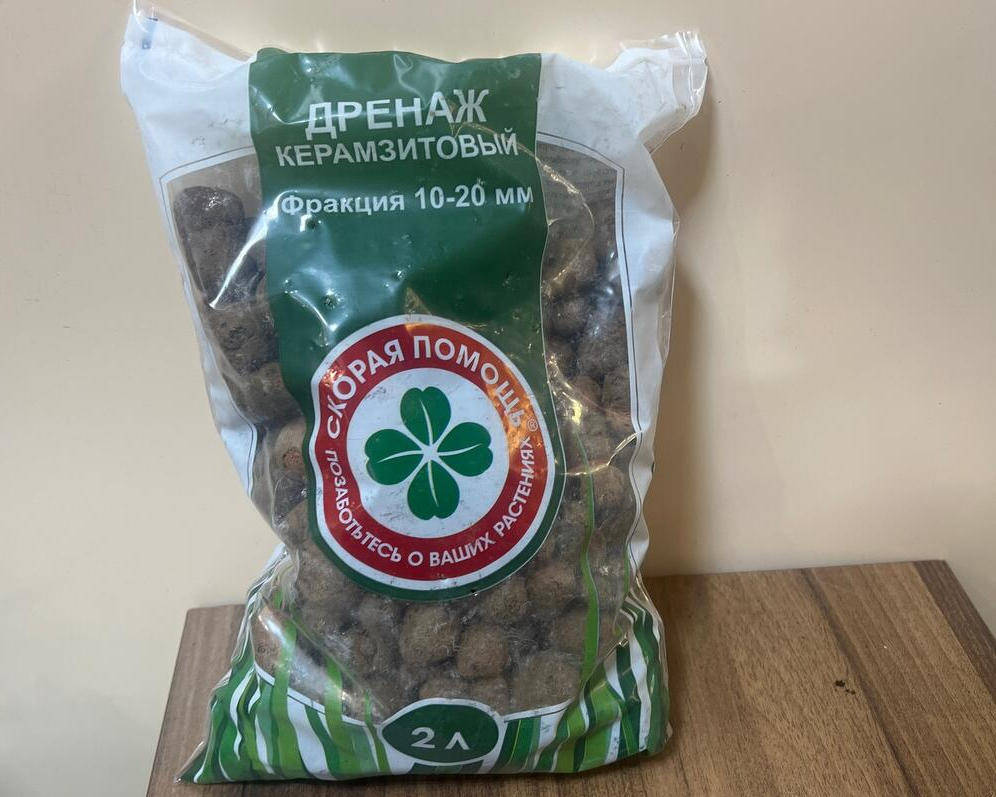 ДРЕНАЖ
КЕРАМЗИТОВЫЙ
Фракция 10-20 мм
СКОРАЯ ПОМОЩЬ®
ПОЗАБОТЬТЕСЬ О ВАШИХ РАСТЕНИЯХ
2 л